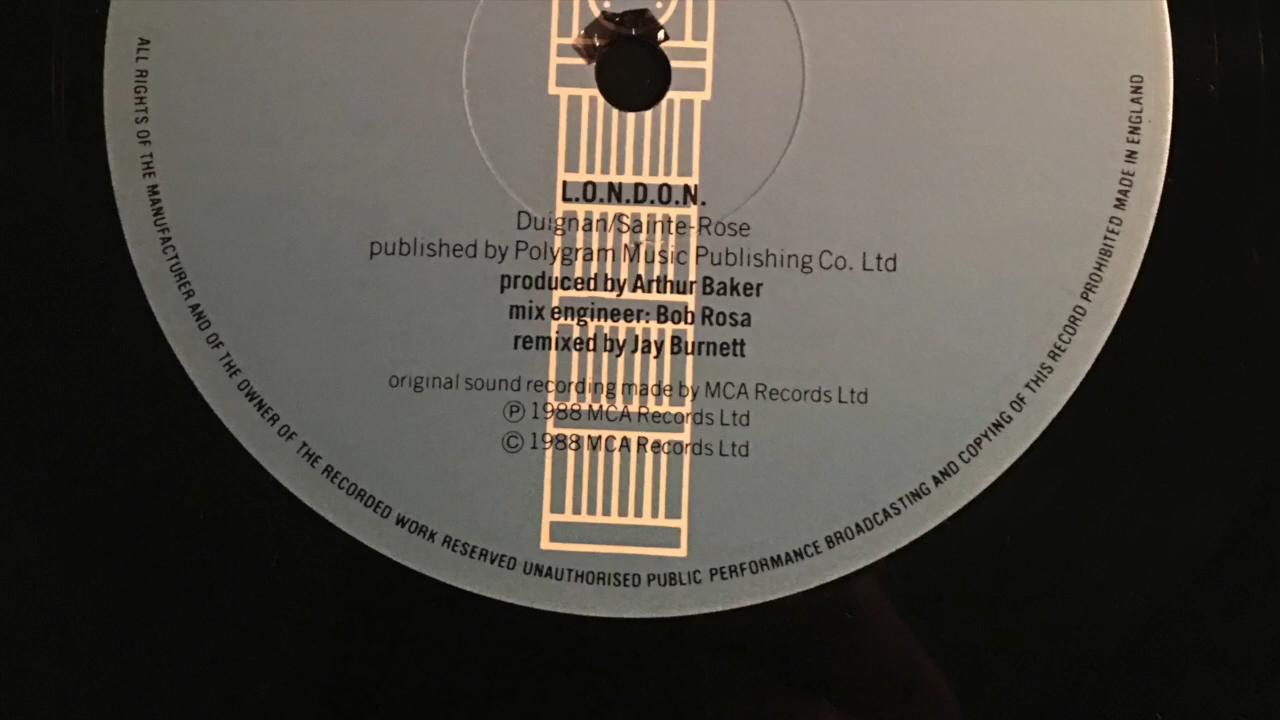 L.O.N.D.O.N.
Duignan/Sainte-Rose
published by Polygram Music Publishing Co. Ltd
produced by Arthur Baker
mix engineer: Bob Rosa
remixed by Jay Burnett
original sound recording made by MCA Records Ltd
Ⓟ 1988 MCA Records Ltd
© 1988 MCA Records Ltd
ALL RIGHTS OF THE MANUFACTURER AND OF THE OWNER OF THE RECORDED WORK RESERVED UNAUTHORISED PUBLIC PERFORMANCE BROADCASTING AND COPYING OF THIS RECORD PROHIBITED MADE IN ENGLAND